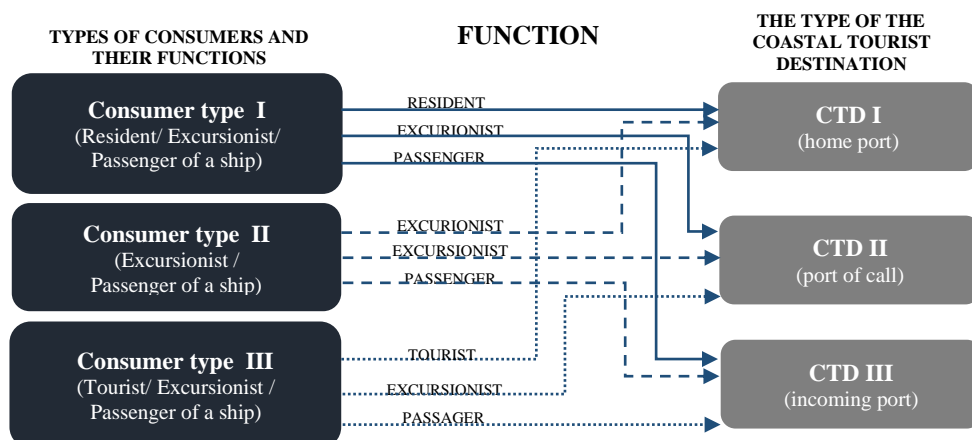 TYPES OF CONSUMERS AND
THEIR FUNCTIONS
FUNCTION
THE TYPE OF THE
COASTAL TOURIST
DESTINATION
Consumer type I
(Resident/ Excursionist/
Passenger of a ship)
RESIDENT
EXCURIONIST
PASSENGER
CTD I
(home port)
Consumer type II
(Excursionist /
Passenger of a ship)
EXCURIONIST
EXCURSIONIST
PASSENGER
CTD II
(port of call)
Consumer type III
(Tourist/ Excursionist /
Passenger of a ship)
TOURIST
EXCURSIONIST
PASSAGER
CTD III
(incoming port)